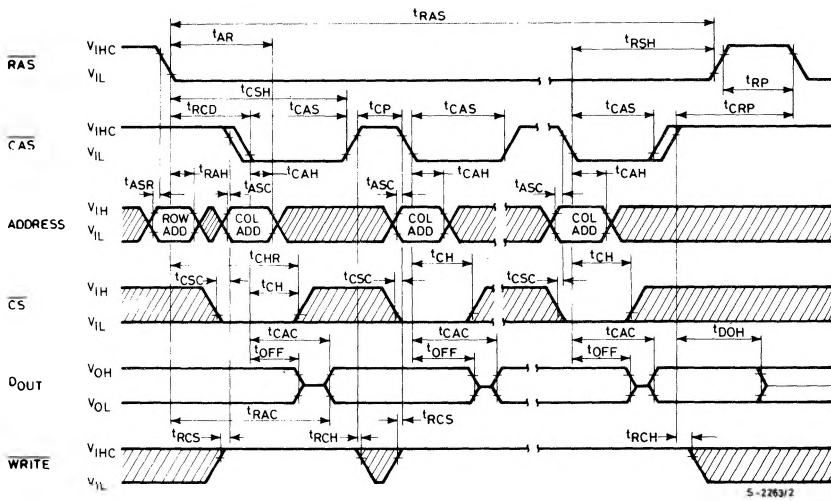 tRAS
tAR
tRSH
RAS
VIHC
VIL
tRP
tCSH
tRCD
tCAS
tCP
tCAS
tCAS
tCRP
CAS
VIHC
VIL
tASR
tRAH
tASC
tCAH
tASC
tCAH
tASC
tCAH
ADDRESS
VIH
VIL
ROW ADD
COL ADD
COL ADD
COL ADD
tCHR
tCSC
tCH
tCSC
tCH
tCSC
tCH
CS
VIH
VIL
tCAC
tOFF
tCAC
tOFF
tCAC
tOFF
tDOH
DOUT
VOH
VOL
tRAC
tRCS
tRCS
tRCH
tRCH
WRITE
VIHC
VIL
S-2263/2